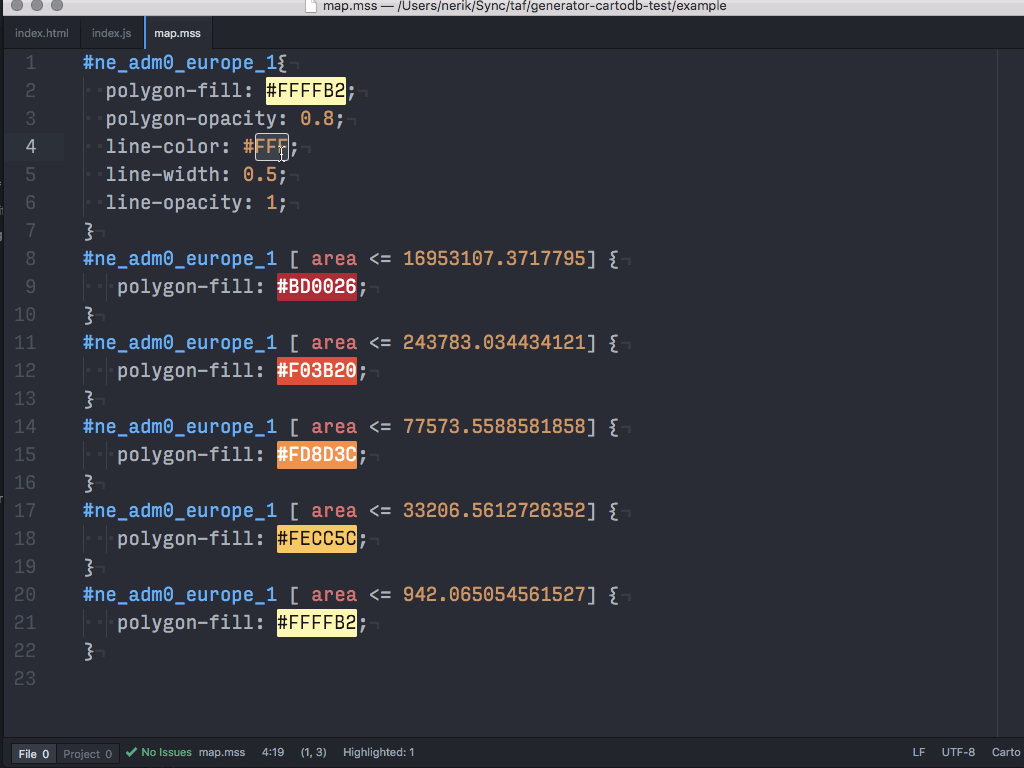 map.mss — /Users/nerik/Sync/taf/generator-cartodb-test/example
index.html index.js map.mss
1 #ne_adm0_europe_1{
2 polygon-fill: #FFFFB2;
3 polygon-opacity: 0.8;
4 line-color: #FFF;
5 line-width: 0.5;
6 line-opacity: 1;
7 }
8 #ne_adm0_europe_1 [ area <= 16953107.3717795] {
9 polygon-fill: #BD0026;
10 }
11 #ne_adm0_europe_1 [ area <= 243783.034434121] {
12 polygon-fill: #F03B20;
13 }
14 #ne_adm0_europe_1 [ area <= 77573.5588581858] {
15 polygon-fill: #FD8D3C;
16 }
17 #ne_adm0_europe_1 [ area <= 33206.5612726352] {
18 polygon-fill: #FECC5C;
19 }
20 #ne_adm0_europe_1 [ area <= 942.065054561527] {
21 polygon-fill: #FFFFB2;
22 }
23
File 0 Project 0 No Issues map.mss 4:19 (1, 3) Highlighted: 1 LF UTF-8 Carto